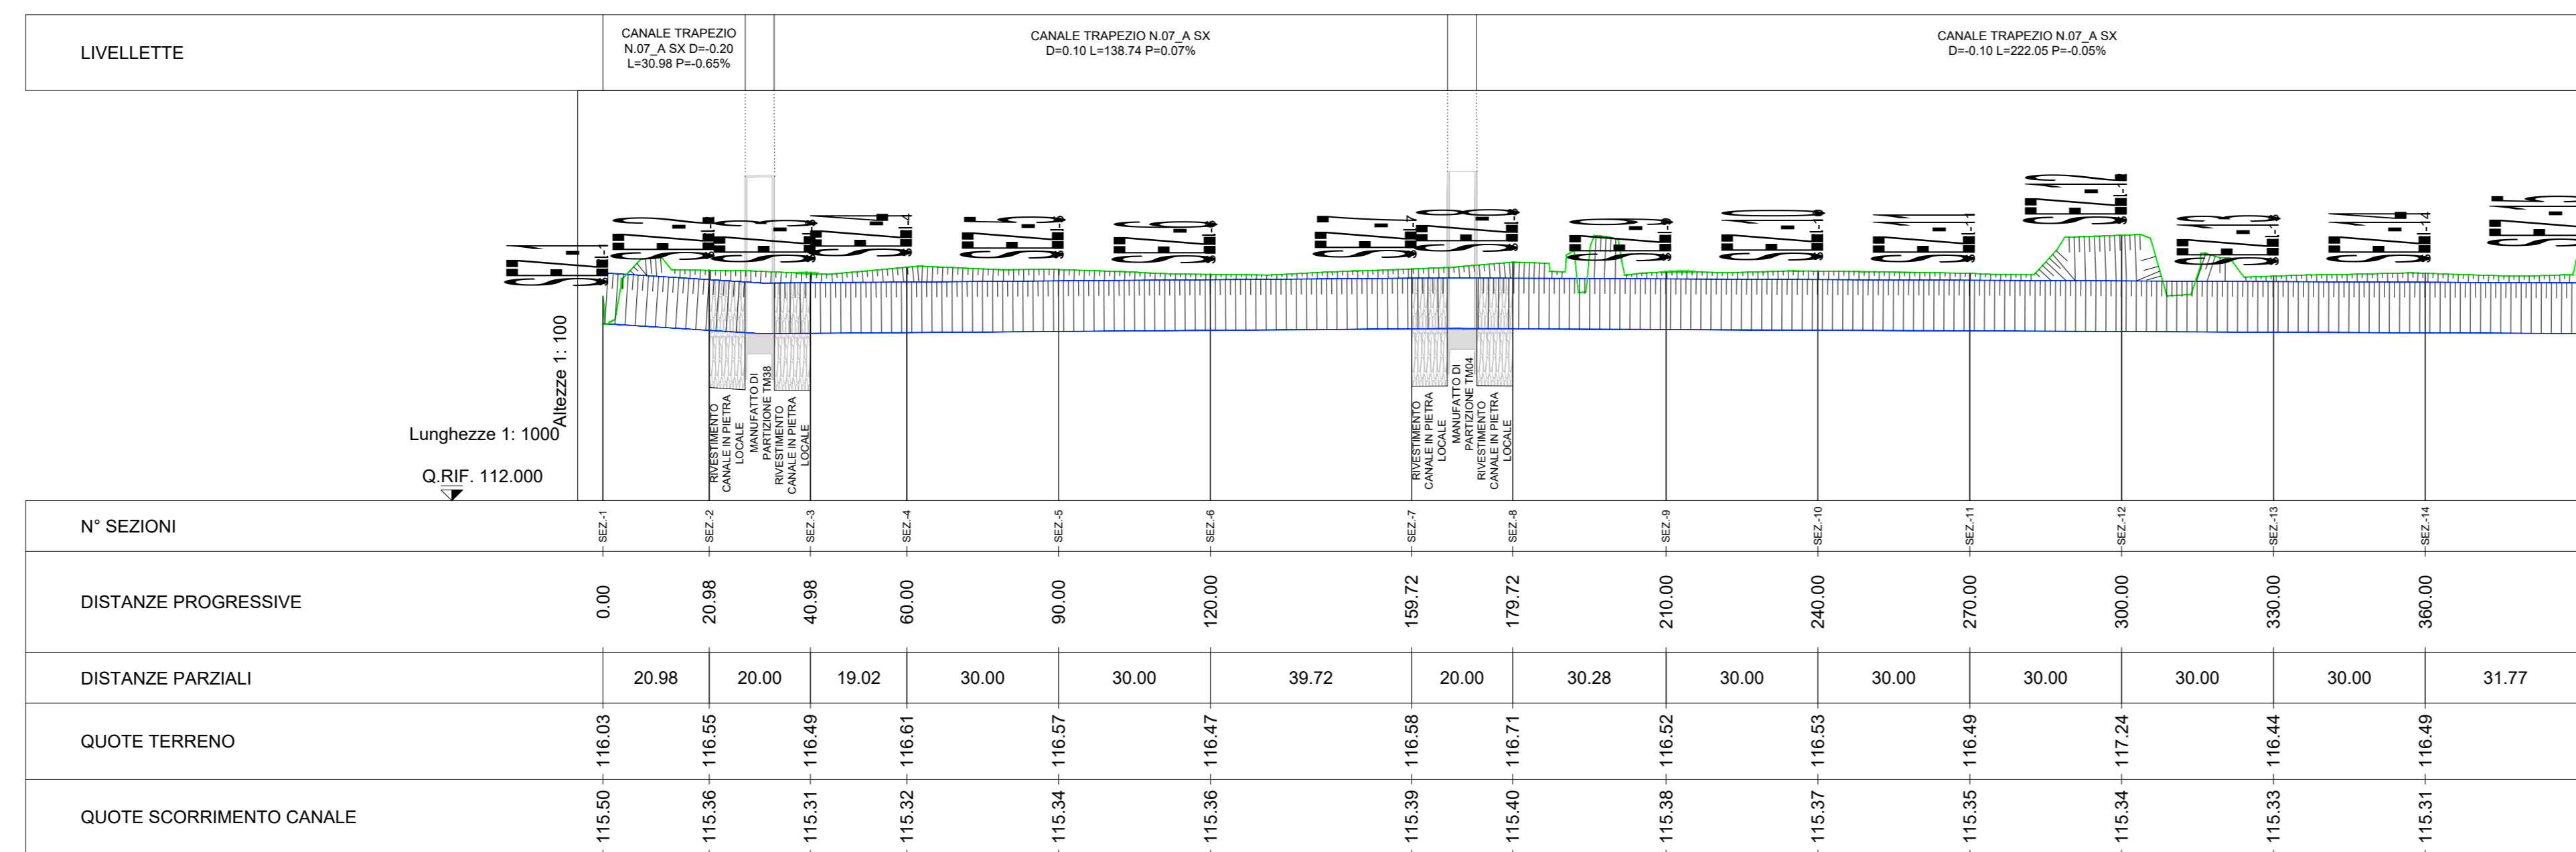 LIVELLETTE
CANALE TRAPEZIO
N.07_A SX D=-0.20
L=30.98 P=-0.65%
CANALE TRAPEZIO N.07_A SX
D=0.10 L=138.74 P=0.07%
CANALE TRAPEZIO N.07_A SX
D=-0.10 L=222.05 P=-0.05%
Altezze 1: 100
Lunghezze 1: 1000
Q.RIF. 112.000
RIVESTIMENTO
CANALE IN PIETRA
LOCALE
MANUFATTO DI
PARTIZIONE TM38
RIVESTIMENTO
CANALE IN PIETRA
LOCALE
RIVESTIMENTO
CANALE IN PIETRA
LOCALE
MANUFATTO DI
PARTIZIONE TM04
RIVESTIMENTO
CANALE IN PIETRA
LOCALE
N° SEZIONI
SEZ.-1
SEZ.-2
SEZ.-3
SEZ.-4
SEZ.-5
SEZ.-6
SEZ.-7
SEZ.-8
SEZ.-9
SEZ.-10
SEZ.-11
SEZ.-12
SEZ.-13
SEZ.-14
DISTANZE PROGRESSIVE
0.00
20.98
40.98
60.00
90.00
120.00
159.72
179.72
210.00
240.00
270.00
300.00
330.00
360.00
DISTANZE PARZIALI
20.98
20.00
19.02
30.00
30.00
39.72
20.00
30.28
30.00
30.00
30.00
30.00
30.00
31.77
QUOTE TERRENO
116.03
116.55
116.49
116.61
116.57
116.47
116.58
116.71
116.52
116.53
116.49
117.24
116.44
116.49
QUOTE SCORRIMENTO CANALE
115.50
115.36
115.31
115.32
115.34
115.36
115.39
115.40
115.38
115.37
115.35
115.34
115.33
115.31